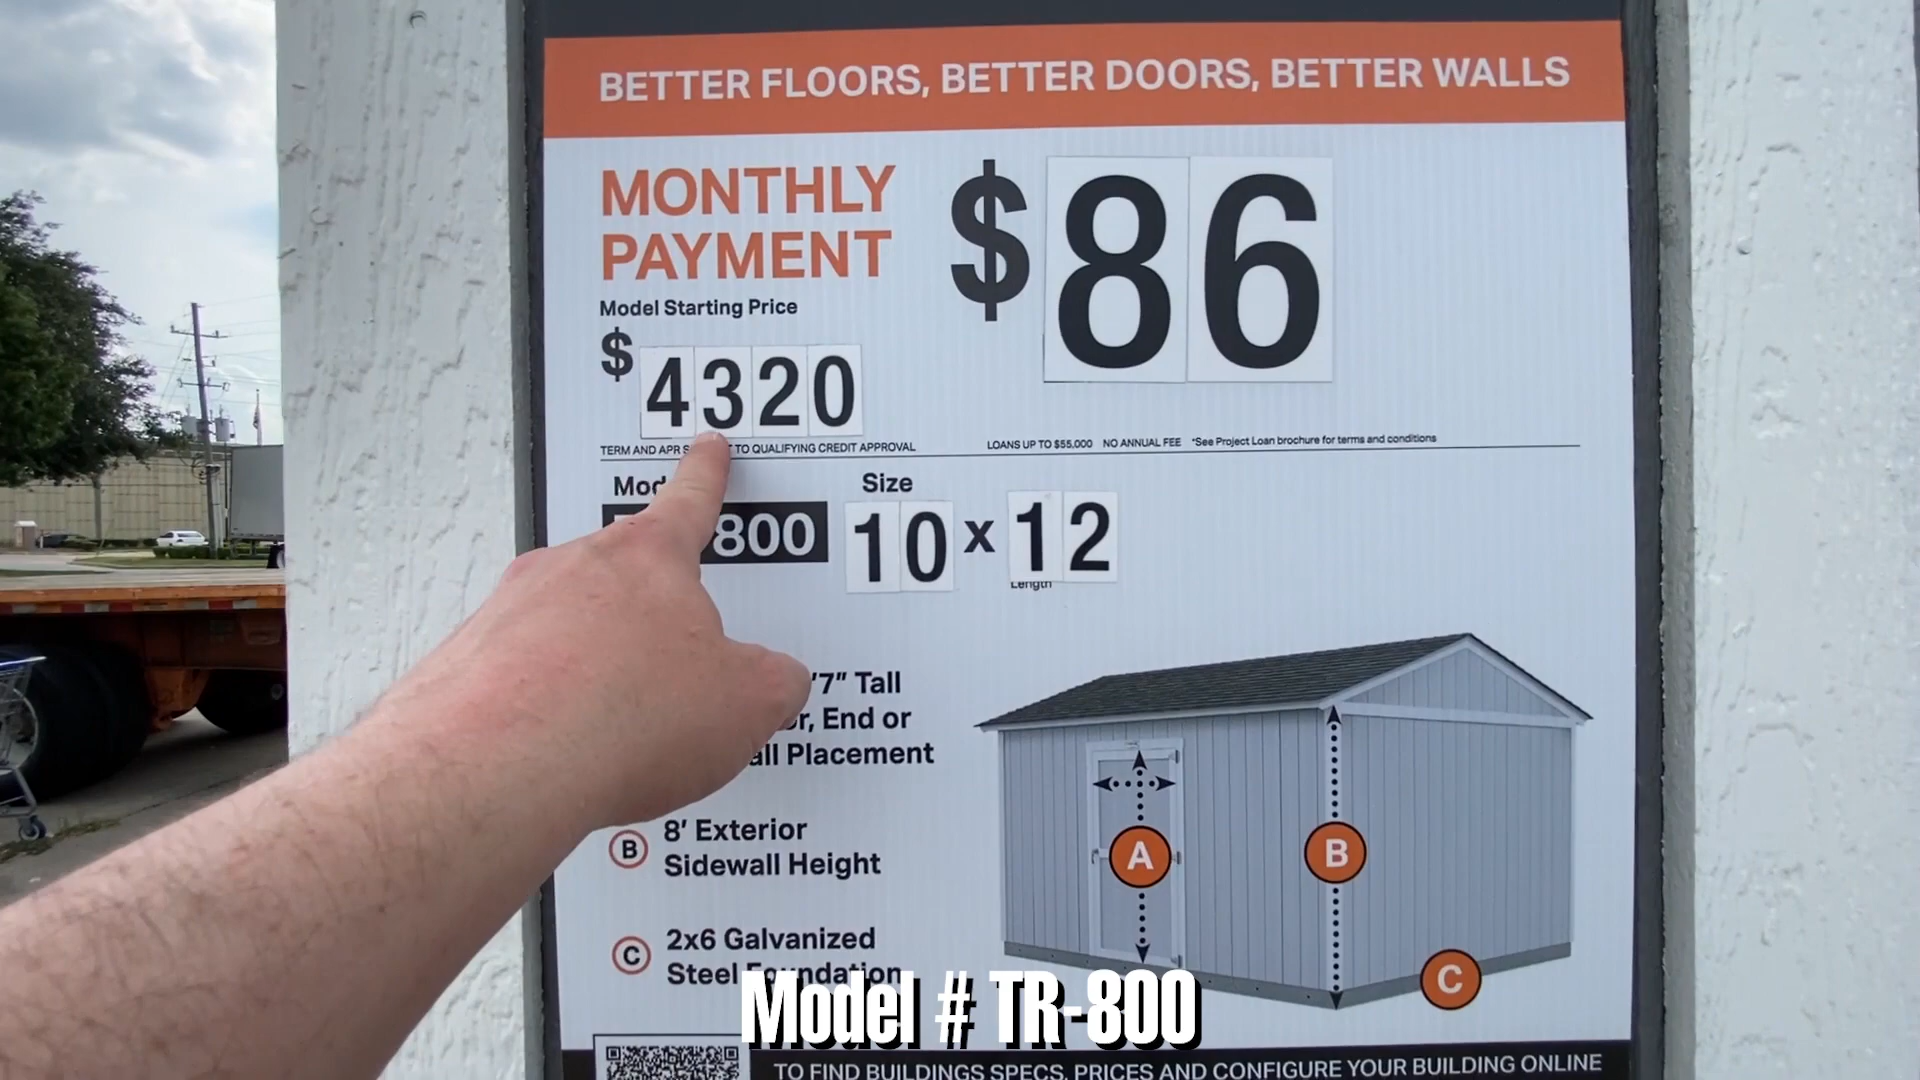 BETTER FLOORS, BETTER DOORS, BETTER WALLS
MONTHLY
PAYMENT
$86
Model Starting Price
$4320
TERM AND APR TO QUALIFYING CREDIT APPROVAL
LOANS UP TO $55,000 NO ANNUAL FEE *See Project Loan brochure for terms and conditions
Size
800 10 x 12
Length
'7" Tall
End or
Placement
A
B
C
B 8' Exterior
Sidewall Height
C 2x6 Galvanized
Steel Foundation
Model # TR-800
TO FIND BUILDINGS SPECS, PRICES AND CONFIGURE YOUR BUILDING ONLINE